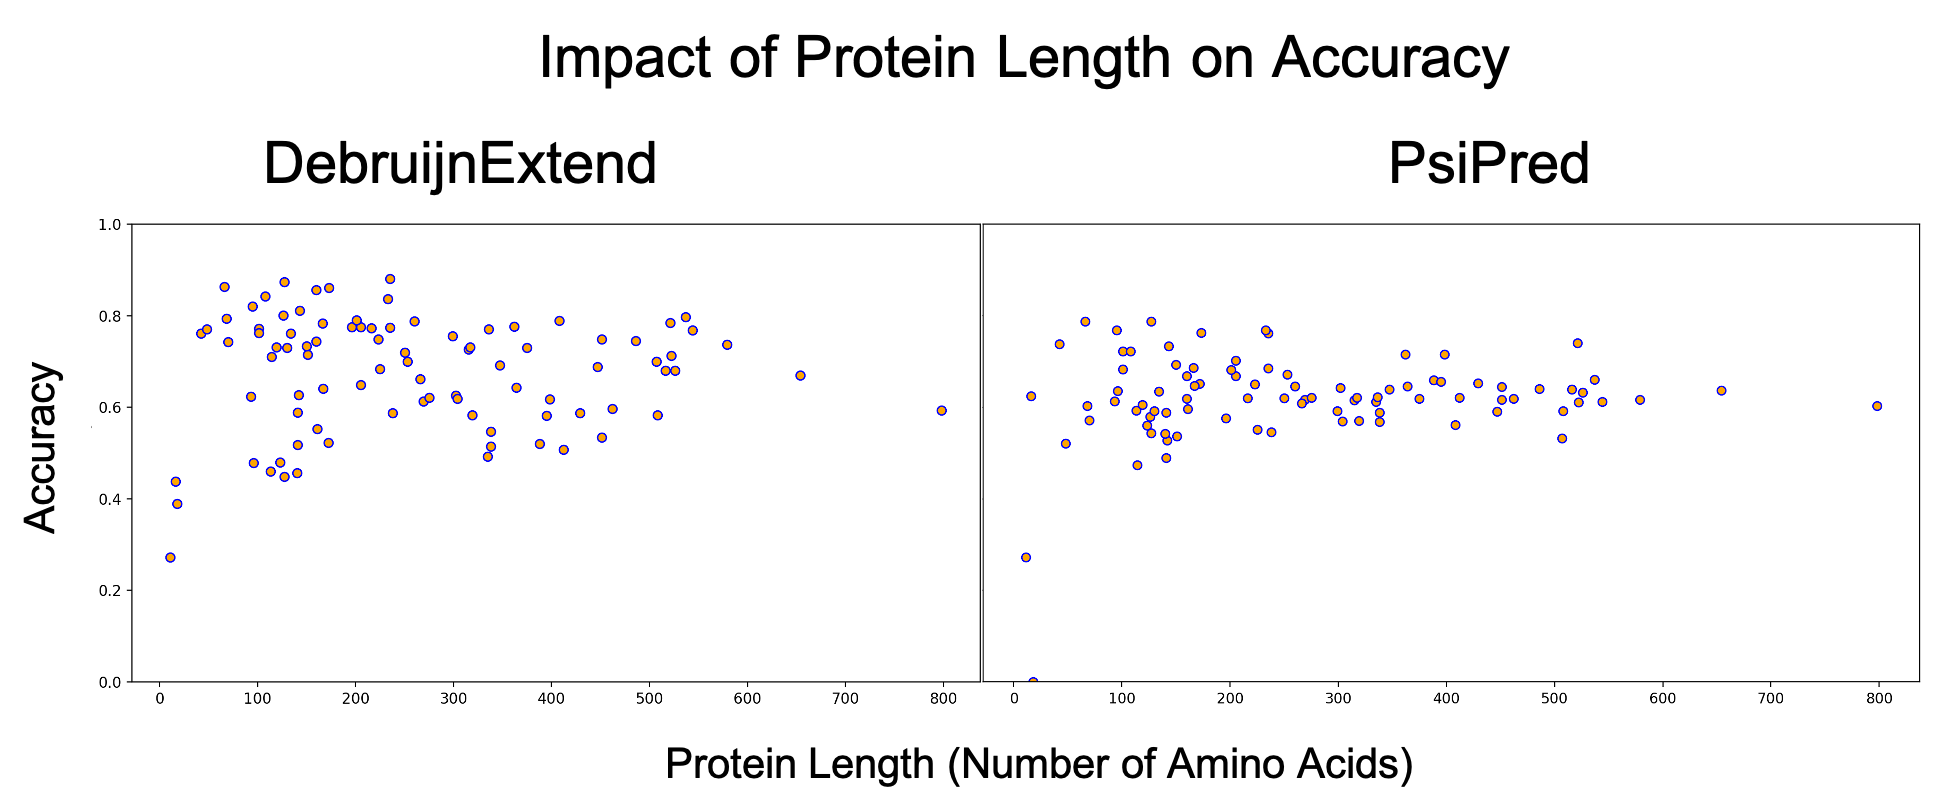 Impact of Protein Length on Accuracy
DebruijnExtend
PsiPred
Accuracy
1.0
0.8
0.6
0.4
0.2
0.0
0 100 200 300 400 500 600 700 800
0 100 200 300 400 500 600 700 800
Protein Length (Number of Amino Acids)